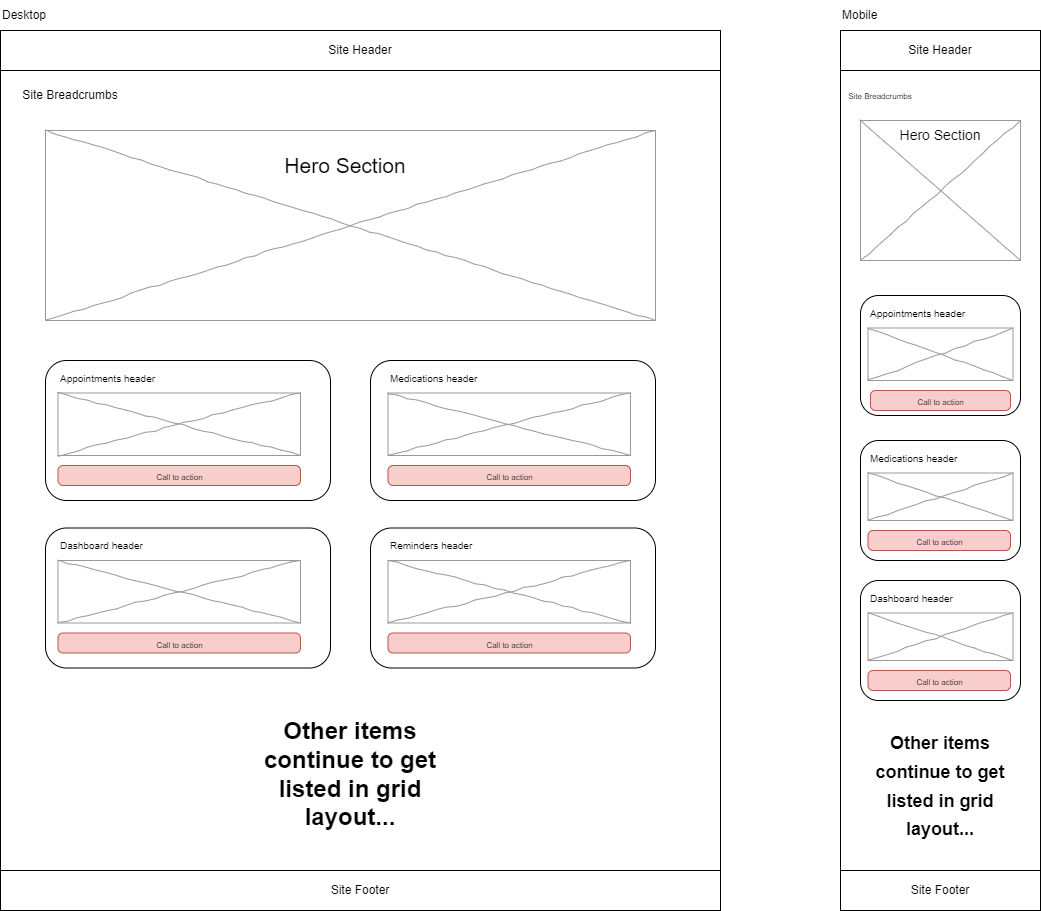 Desktop
Site Header
Site Breadcrumbs
Hero Section
Appointments header
Call to action
Medications header
Call to action
Dashboard header
Call to action
Reminders header
Call to action
Other items
continue to get
listed in grid
layout...
Site Footer
Mobile
Site Header
Site Breadcrumbs
Hero Section
Appointments header
Call to action
Medications header
Call to action
Dashboard header
Call to action
Other items
continue to get
listed in grid
layout...
Site Footer